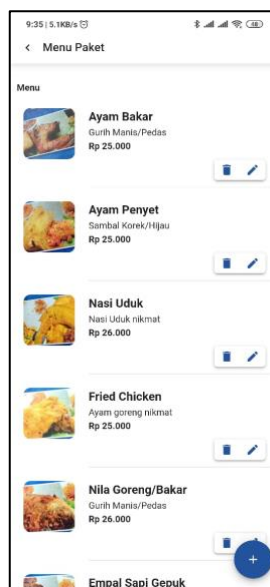 9:35 | 5.1KB/s
Menu Paket
Menu
Ayam Bakar
Gurih Manis/Pedas
Rp 25.000
Ayam Penyet
Sambal Korek/Hijau
Rp 25.000
Nasi Uduk
Nasi Uduk nikmat
Rp 26.000
Fried Chicken
Ayam goreng nikmat
Rp 25.000
Nila Goreng/Bakar
Gurih Manis/Pedas
Rp 26.000
Empal Sapi Gepuk